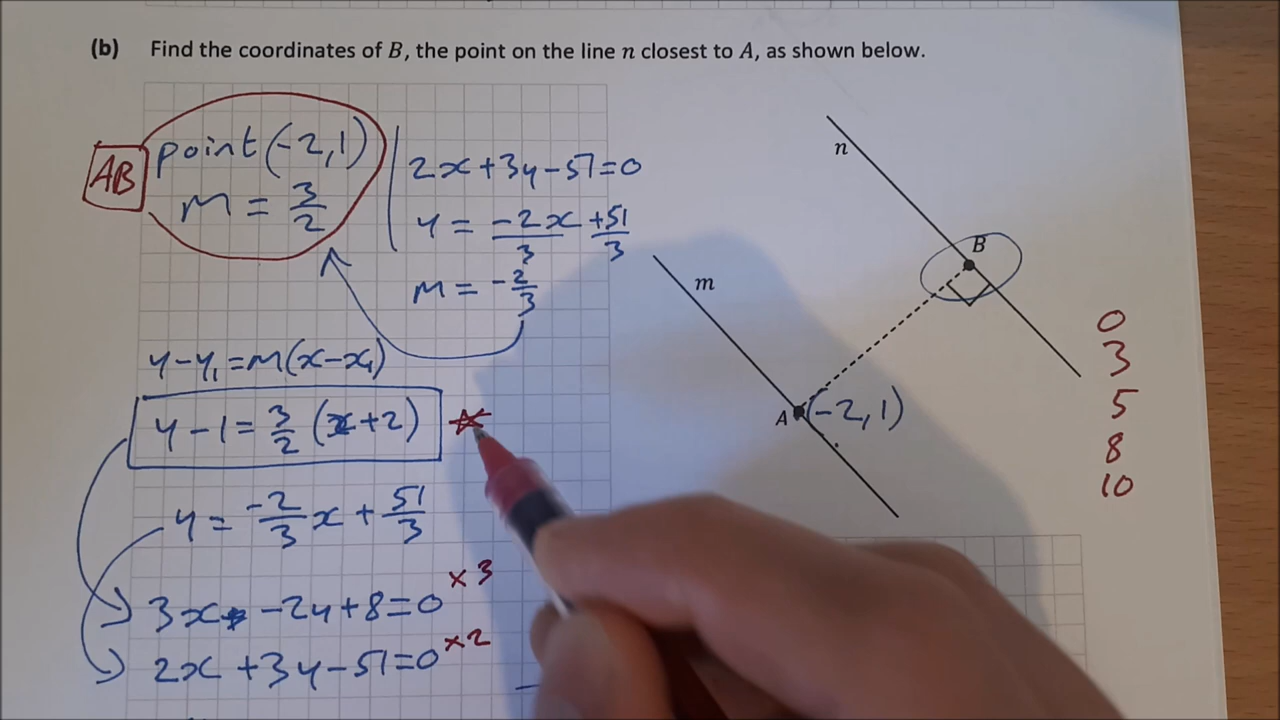 (b) Find the coordinates of B, the point on the line n closest to A, as shown below.
AB
point (-2,1)
m = 3/2
2x+3y-51=0
y = -2x/3 +51/3
m = -2/3
y-y₁=m(x-x₁)
y-1=3/2 (x+2)
y = -2/3 x + 51/3
3x -2y+8=0 ×3
2x +3y-51=0 ×2
n
B
m
A (-2,1)
0
3
5
8
10